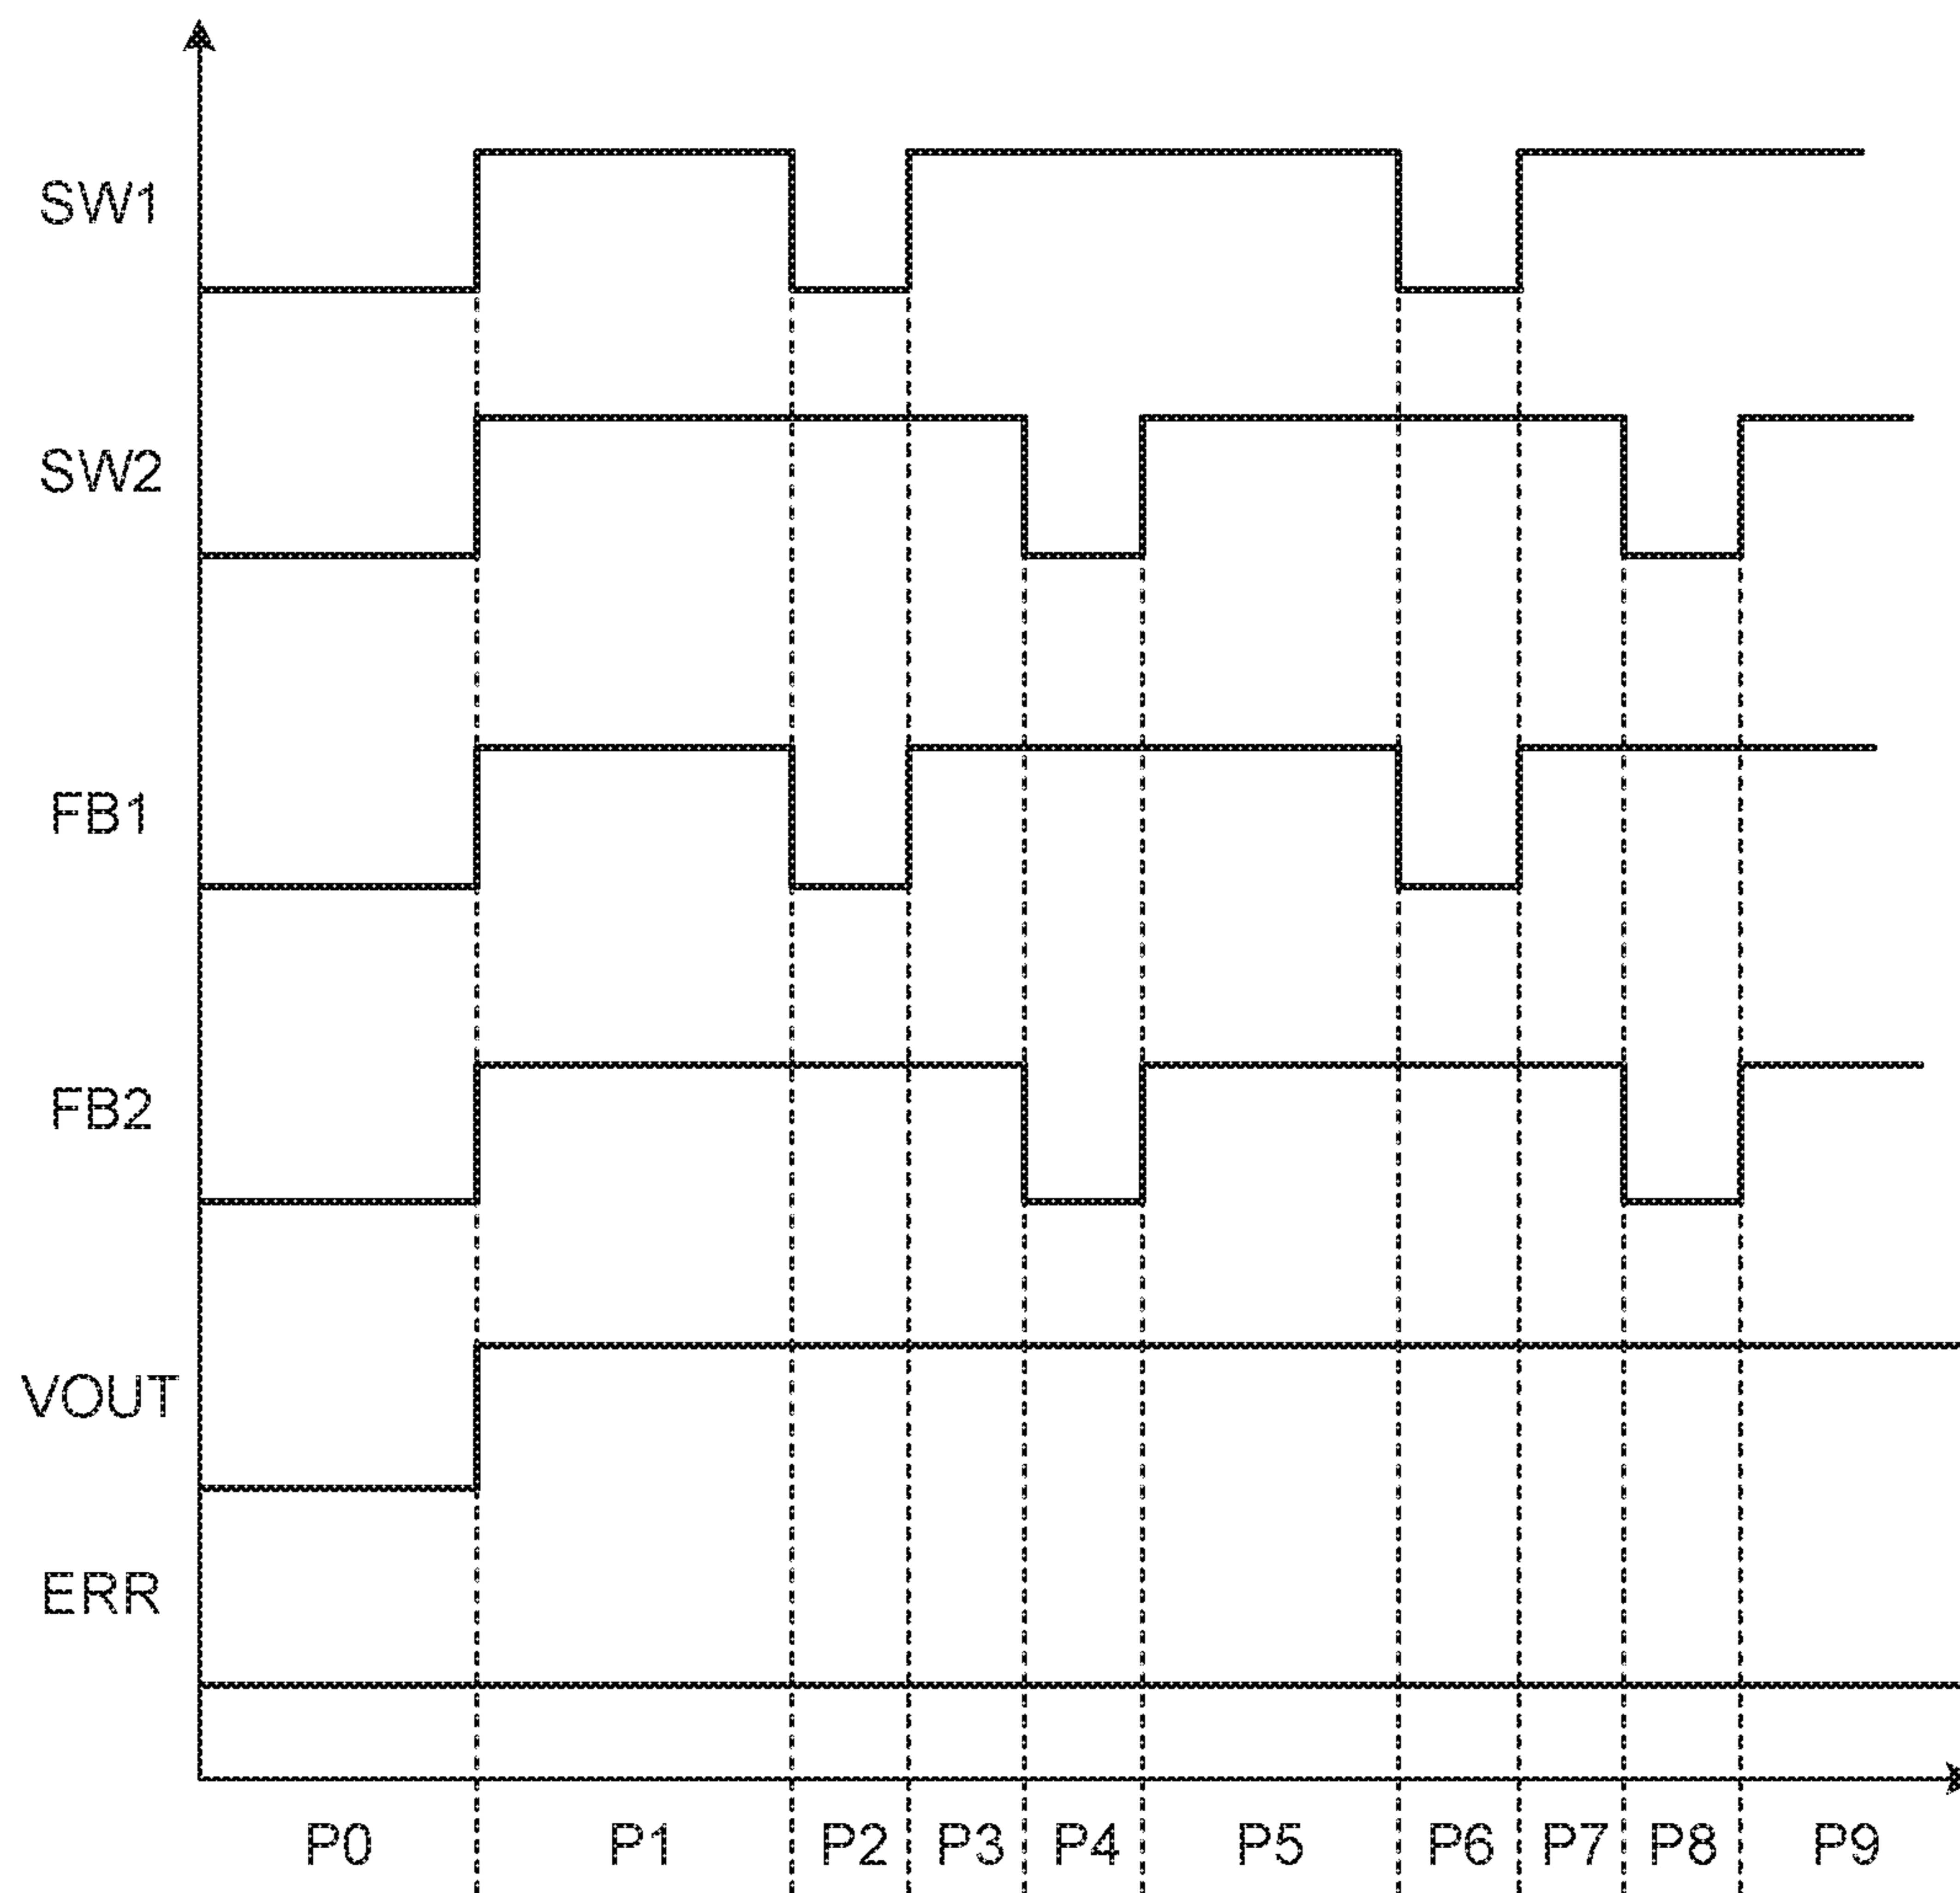 SW1
SW2
FB1
FB2
VOUT
ERR
P0 P1 P2 P3 P4 P5 P6 P7 P8 P9